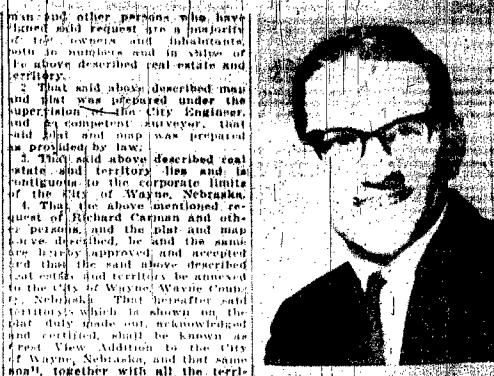 man and other persons who have
signed said request are a majority
of the owners and inhabitants,
both in numbers and in value of
the above described real estate and
territory.
2. That said above described map
and plat was prepared under the
supervision of the City Engineer,
and a competent surveyor, that
said plat and map was prepared
as provided by law.
3. That said above described real
estate and territory lies and is
contiguous to the corporate limits
of the City of Wayne, Nebraska.
4. That the above mentioned re-
quest of Richard Carman and oth-
er persons, and the plat and map
above described, be and the same
are hereby approved and accepted
and that the said above described
real estate and territory be annexed
to the City of Wayne, Wayne Coun-
ty, Nebraska. That hereafter said
territory which is shown on the
plat duly made out, acknowledged
and certified, shall be known as
Crest View Addition to the City
of Wayne, Nebraska, and that same
together with all the terri-